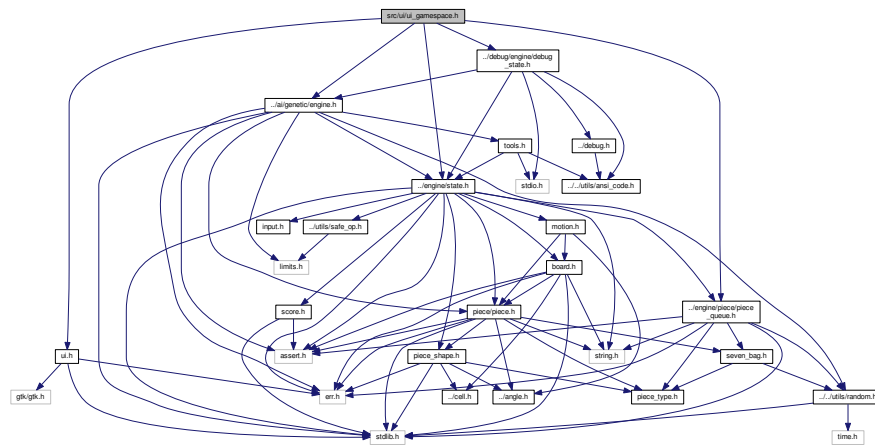 src/ui/ui_gamespace.h
../debug/engine/debug
_state.h
../ai/genetic/engine.h
tools.h
../debug.h
../engine/state.h
stdio.h
../../utils/ansi_code.h
input.h
../utils/safe_op.h
motion.h
limits.h
board.h
score.h
piece/piece.h
../engine/piece/piece
_queue.h
ui.h
assert.h
piece_shape.h
string.h
seven_bag.h
gtk/gtk.h
err.h
../cell.h
../angle.h
piece_type.h
../../utils/random.h
stdlib.h
time.h